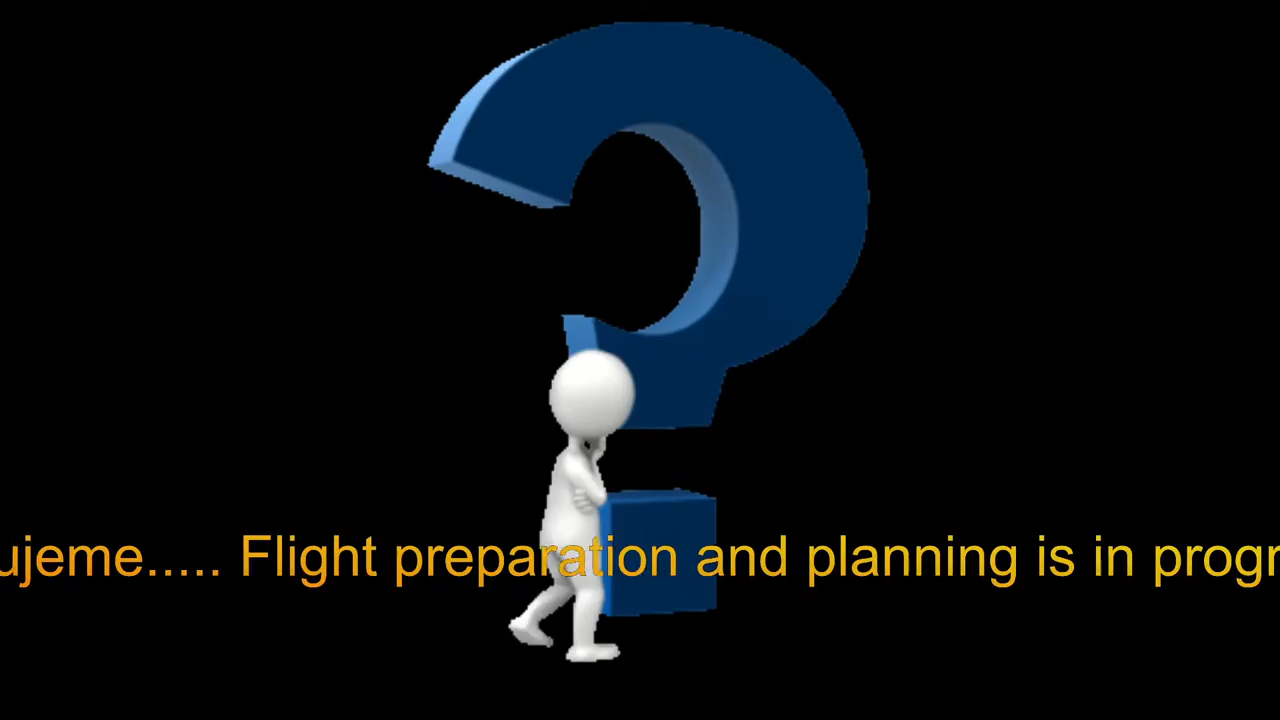 ujeme..... Flight preparation and planning is in progr